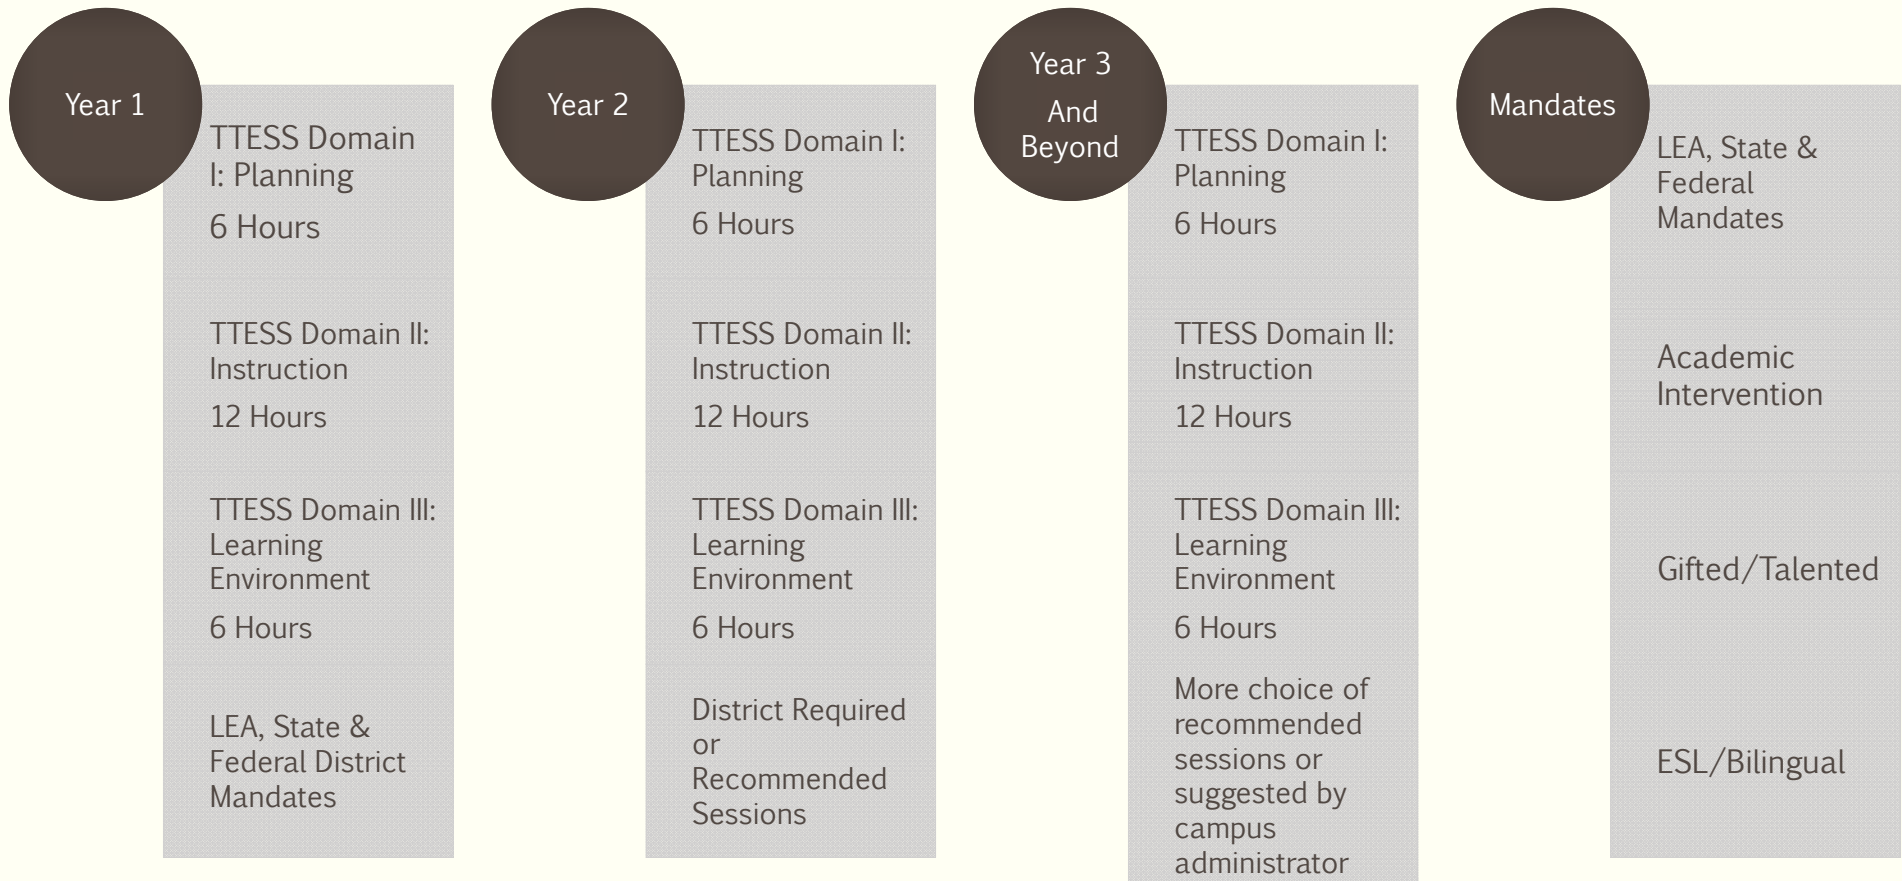 Year 1
TTESS Domain
I: Planning
6 Hours
TTESS Domain II:
Instruction
12 Hours
TTESS Domain III:
Learning
Environment
6 Hours
LEA, State &
Federal District
Mandates
Year 2
TTESS Domain I:
Planning
6 Hours
TTESS Domain II:
Instruction
12 Hours
TTESS Domain III:
Learning
Environment
6 Hours
District Required
or
Recommended
Sessions
Year 3
And
Beyond
TTESS Domain I:
Planning
6 Hours
TTESS Domain II:
Instruction
12 Hours
TTESS Domain III:
Learning
Environment
6 Hours
More choice of
recommended
sessions or
suggested by
campus
administrator
Mandates
LEA, State &
Federal
Mandates
Academic
Intervention
Gifted/Talented
ESL/Bilingual